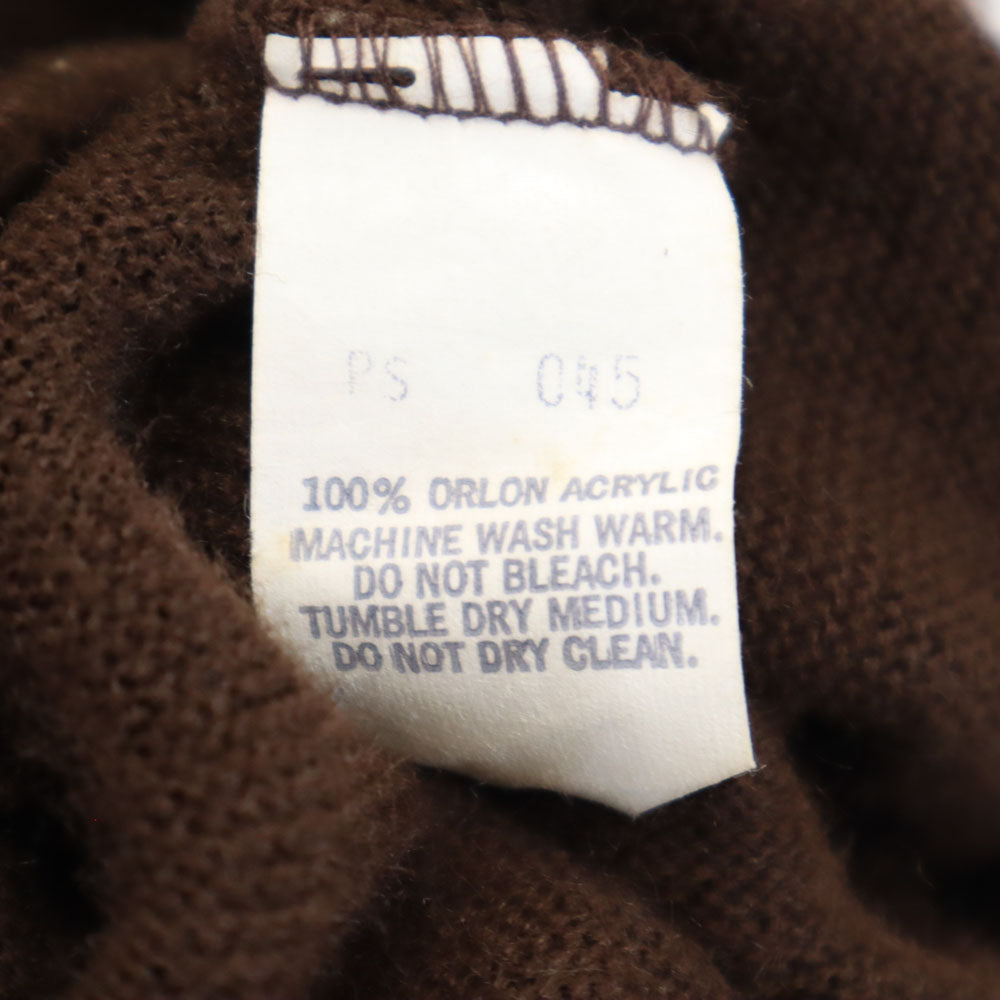 PS 045
100% ORLON ACRYLIC
MACHINE WASH WARM.
DO NOT BLEACH.
TUMBLE DRY MEDIUM.
DO NOT DRY CLEAN.